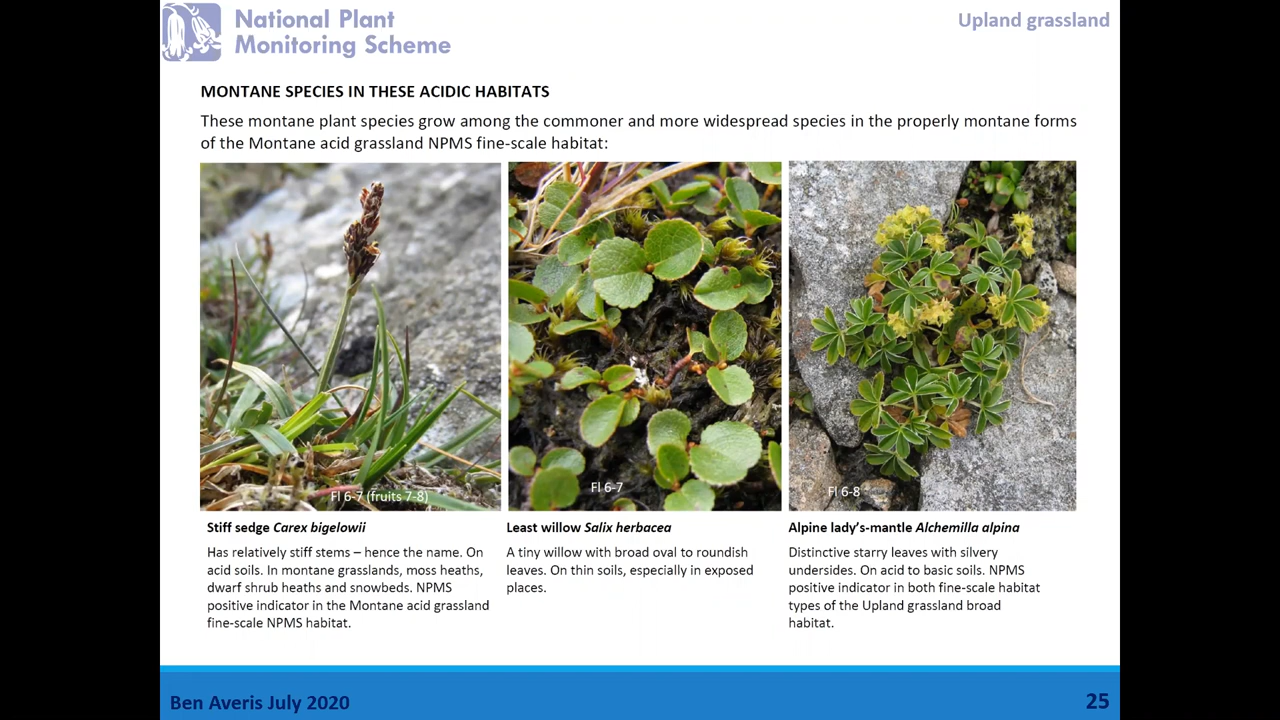 National Plant
Monitoring Scheme
Upland grassland
MONTANE SPECIES IN THESE ACIDIC HABITATS
These montane plant species grow among the commoner and more widespread species in the properly montane forms
of the Montane acid grassland NPMS fine-scale habitat:
Fl 6-7 (fruits 7-8)
Fl 6-7
Fl 6-8
Stiff sedge Carex bigelowii
Has relatively stiff stems – hence the name. On
acid soils. In montane grasslands, moss heaths,
dwarf shrub heaths and snowbeds. NPMS
positive indicator in the Montane acid grassland
fine-scale NPMS habitat.
Least willow Salix herbacea
A tiny willow with broad oval to roundish
leaves. On thin soils, especially in exposed
places.
Alpine lady's-mantle Alchemilla alpina
Distinctive starry leaves with silvery
undersides. On acid to basic soils. NPMS
positive indicator in both fine-scale habitat
types of the Upland grassland broad
habitat.
Ben Averis July 2020
25